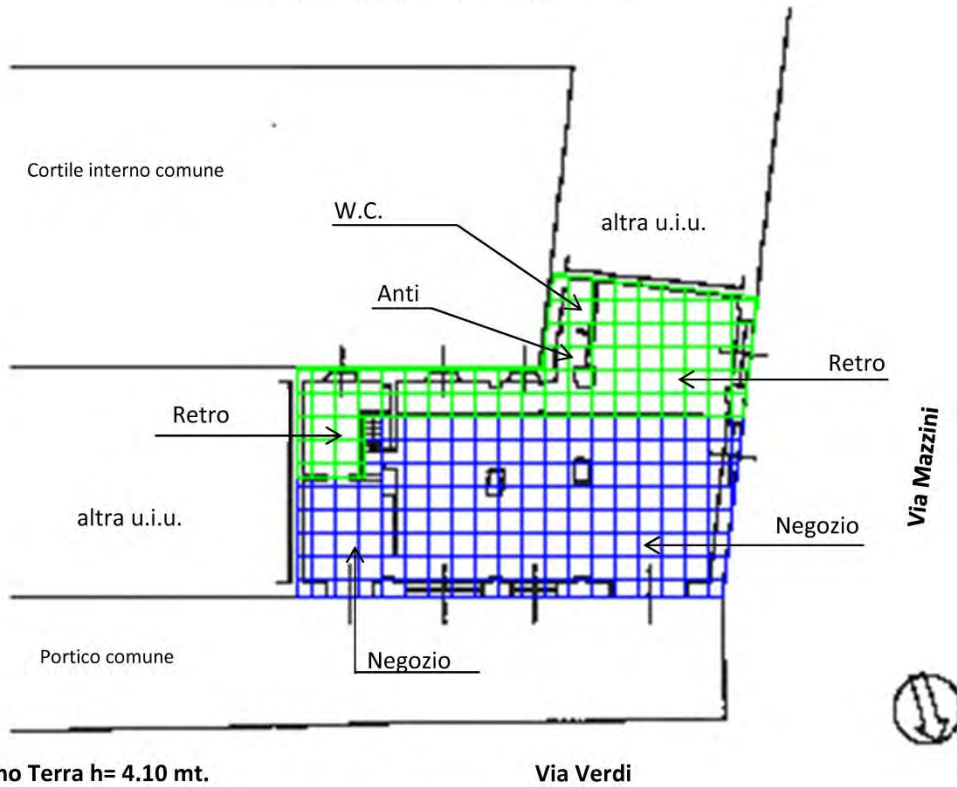 Cortile interno comune
W.C.
altra u.i.u.
Anti
Retro
Retro
Via Mazzini
altra u.i.u.
Negozio
Portico comune
Negozio
Terra h= 4.10 mt.
Via Verdi